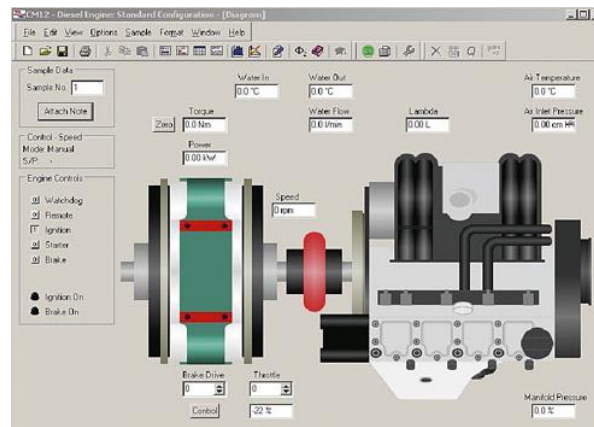 CM12 - Diesel Engine: Standard Configuration - [Diagram]
File Edit View Options Sample Format Window Help
Sample Data
Sample No. 1
Attach Note
Control - Speed
Mode: Manual
S/P: -
Engine Controls
Watchdog
Remote
Ignition
Starter
Brake
Ignition On
Brake On
Water In
0.0 °C
Water Out
0.0 °C
Air Temperature
0.0 °C
Torque
Zero 0.0 Nm
Water Flow
0.0 l/min
Lambda
0.00 L
Air Inlet Pressure
0.00 cm
Power
0.00 kW
Speed
0 rpm
Brake Drive
0
Throttle
0
Control
-22 %
Manifold Pressure
0.0 %